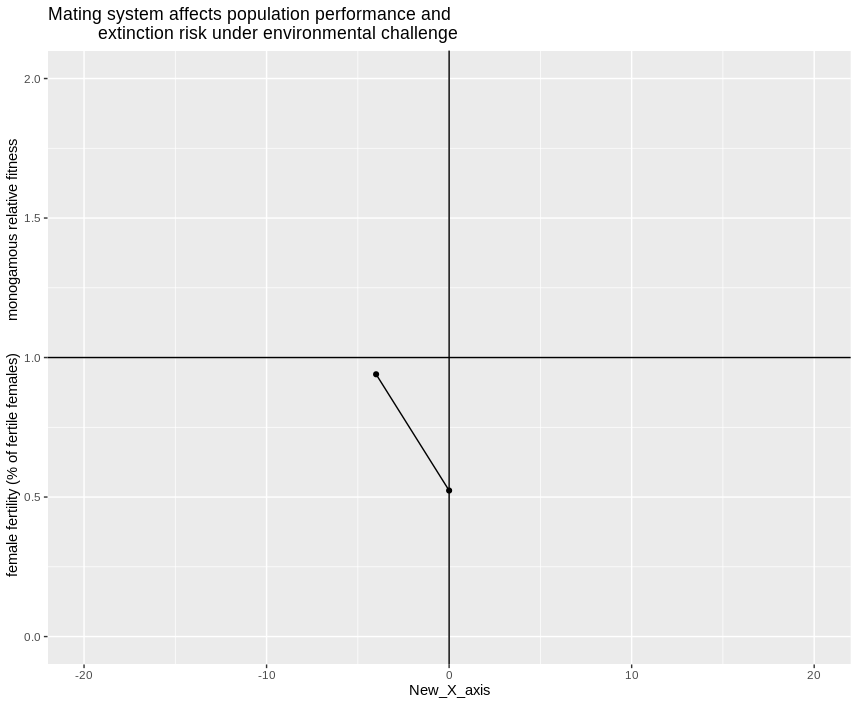 Mating system affects population performance and
extinction risk under environmental challenge
monogamous relative fitness
female fertility (% of fertile females)
2.0
1.5
1.0
0.5
0.0
-20
-10
0
10
20
New_X_axis